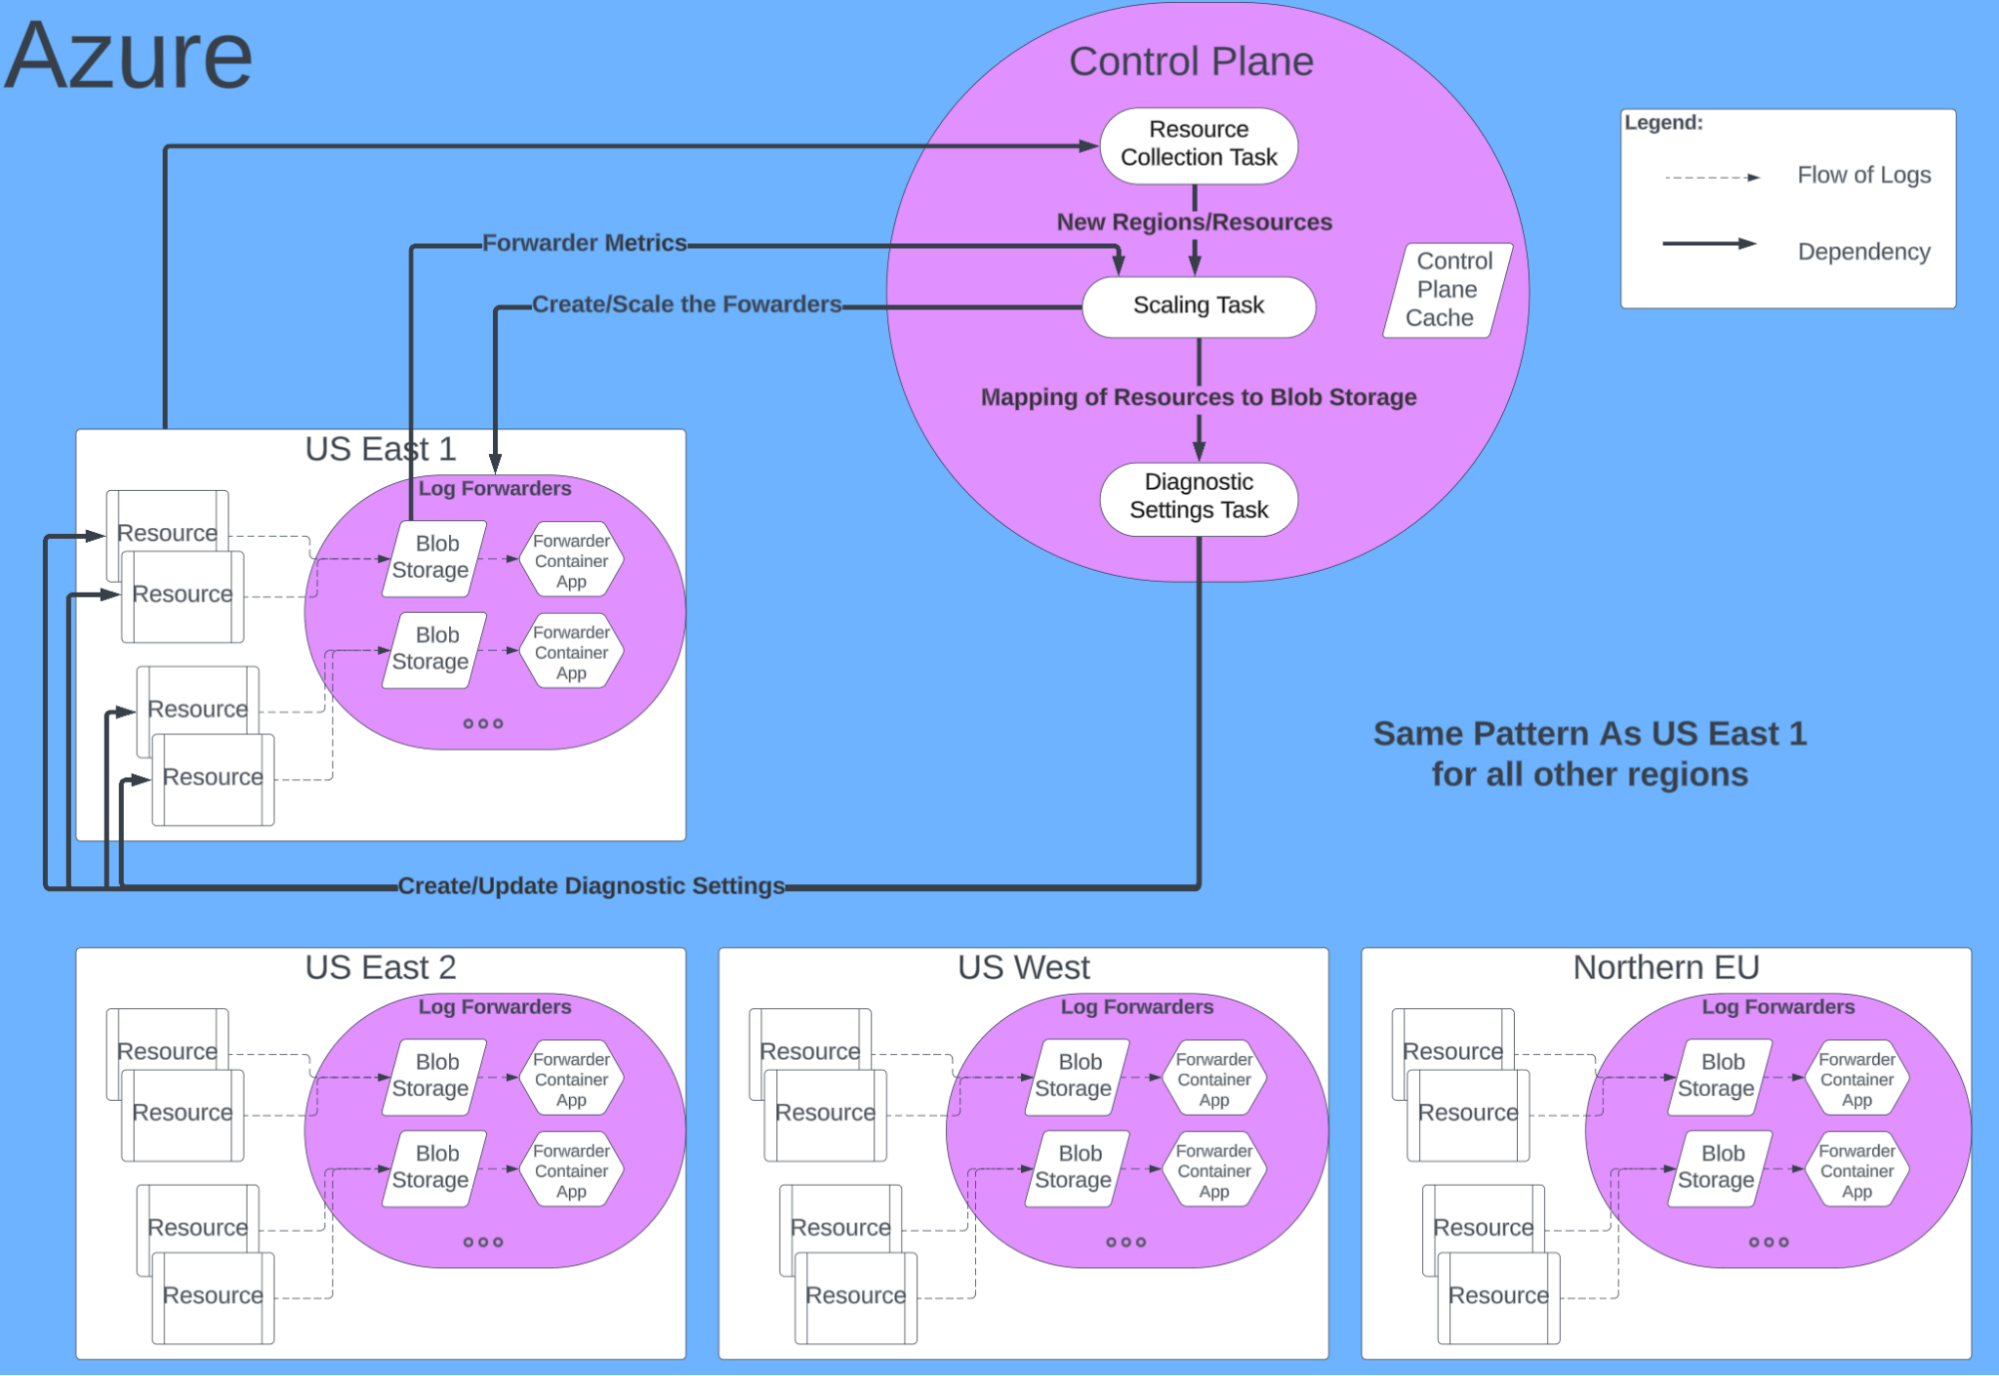 Azure
Control Plane
Resource
Collection Task
New Regions/Resources
Forwarder Metrics
Scaling Task
Create/Scale the Fowarders
Control
Plane
Cache
Mapping of Resources to Blob Storage
Diagnostic
Settings Task
Legend:
Flow of Logs
Dependency
US East 1
Log Forwarders
Resource
Resource
Resource
Resource
Blob
Storage
Forwarder
Container
App
Blob
Storage
Forwarder
Container
App
Same Pattern As US East 1
for all other regions
Create/Update Diagnostic Settings
US East 2
Log Forwarders
Resource
Resource
Resource
Resource
Blob
Storage
Forwarder
Container
App
Blob
Storage
Forwarder
Container
App
US West
Log Forwarders
Resource
Resource
Resource
Resource
Blob
Storage
Forwarder
Container
App
Blob
Storage
Forwarder
Container
App
Northern EU
Log Forwarders
Resource
Resource
Resource
Resource
Blob
Storage
Forwarder
Container
App
Blob
Storage
Forwarder
Container
App